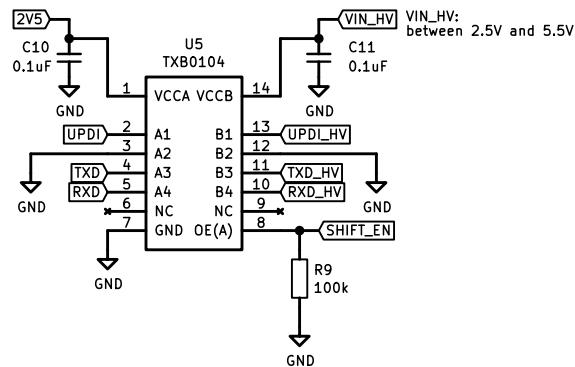 2V5
VIN_HV
VIN_HV:
between 2.5V and 5.5V
C10
0.1uF
GND
U5
TXB0104
C11
0.1uF
GND
1 VCCA VCCB 14
UPDI 2 A1 B1 13 UPDI_HV
3 A2 B2 12
TXD 4 A3 B3 11 TXD_HV
RXD 5 A4 B4 10 RXD_HV
6 NC NC 9
7 GND OE(A) 8 SHIFT_EN
GND
GND
GND
R9
100k
GND